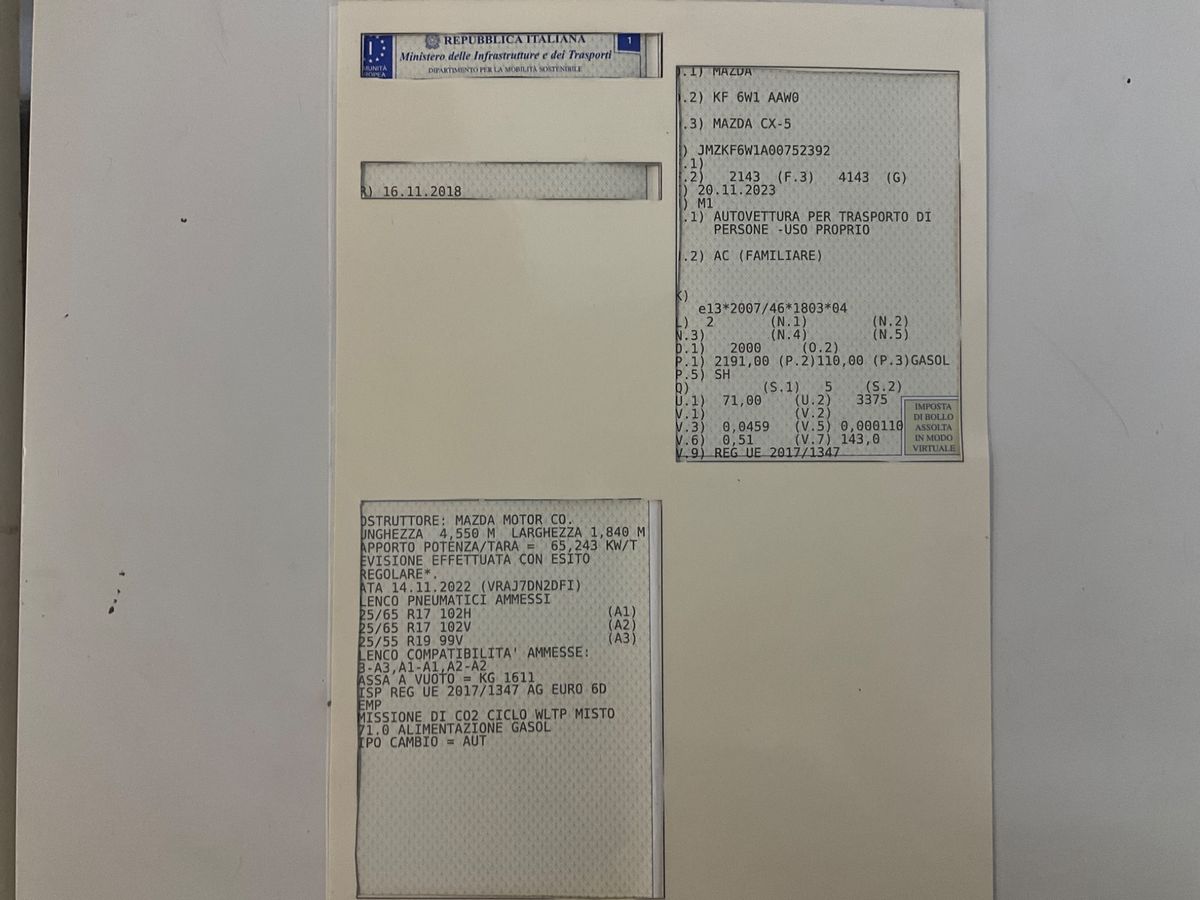 I
REPUBBLICA ITALIANA
1
Ministero delle Infrastrutture e dei Trasporti
DIPARTIMENTO PER LA MOBILITÀ SOSTENIBILE
MUNITÀ
ROPEA
R) 16.11.2018
.1) MAZDA
.2) KF 6W1 AAW0
.3) MAZDA CX-5
) JMZKF6W1A00752392
.1)
.2) 2143 (F.3) 4143 (G)
) 20.11.2023
) M1
.1) AUTOVETTURA PER TRASPORTO DI
PERSONE -USO PROPRIO
.2) AC (FAMILIARE)
K)
e13*2007/46*1803*04
L) 2 (N.1) (N.2)
N.3) (N.4) (N.5)
O.1) 2000 (O.2)
P.1) 2191,00 (P.2)110,00 (P.3)GASOL
P.5) SH
Q) (S.1) 5 (S.2)
U.1) 71,00 (U.2) 3375
V.1) (V.2)
V.3) 0,0459 (V.5) 0,000110
V.6) 0,51 (V.7) 143,0
V.9) REG UE 2017/1347
IMPOSTA
DI BOLLO
ASSOLTA
IN MODO
VIRTUALE
OSTRUTTORE: MAZDA MOTOR CO.
UNGHEZZA 4,550 M LARGHEZZA 1,840 M
APPORTO POTENZA/TARA = 65,243 KW/T
EVISIONE EFFETTUATA CON ESITO
REGOLARE*.
ATA 14.11.2022 (VRAJ7DN2DFI)
LENCO PNEUMATICI AMMESSI
25/65 R17 102H (A1)
25/65 R17 102V (A2)
25/55 R19 99V (A3)
LENCO COMPATIBILITA' AMMESSE:
3-A3,A1-A1,A2-A2
ASSA A VUOTO = KG 1611
ISP REG UE 2017/1347 AG EURO 6D
EMP
MISSIONE DI CO2 CICLO WLTP MISTO
71.0 ALIMENTAZIONE GASOL
IPO CAMBIO = AUT